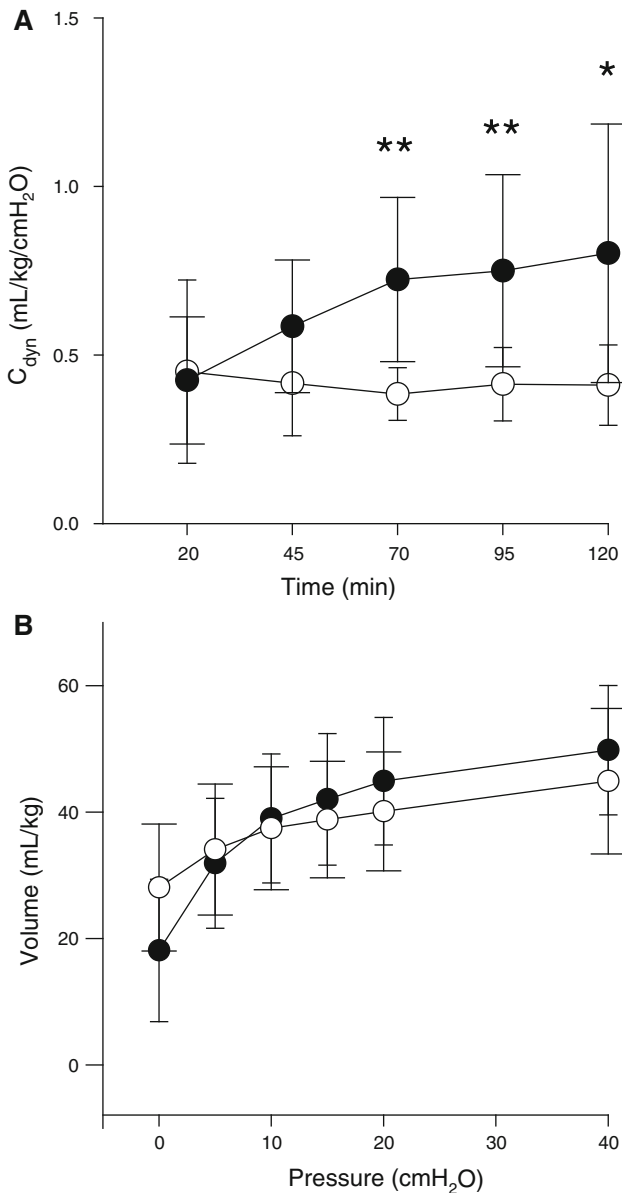 A
1.5
1.0
0.5
0.0
C_dyn (mL/kg/cmH₂O)
** ** *
20 45 70 95 120
Time (min)
B
60
40
20
0
Volume (mL/kg)
0 10 20 30 40
Pressure (cmH₂O)